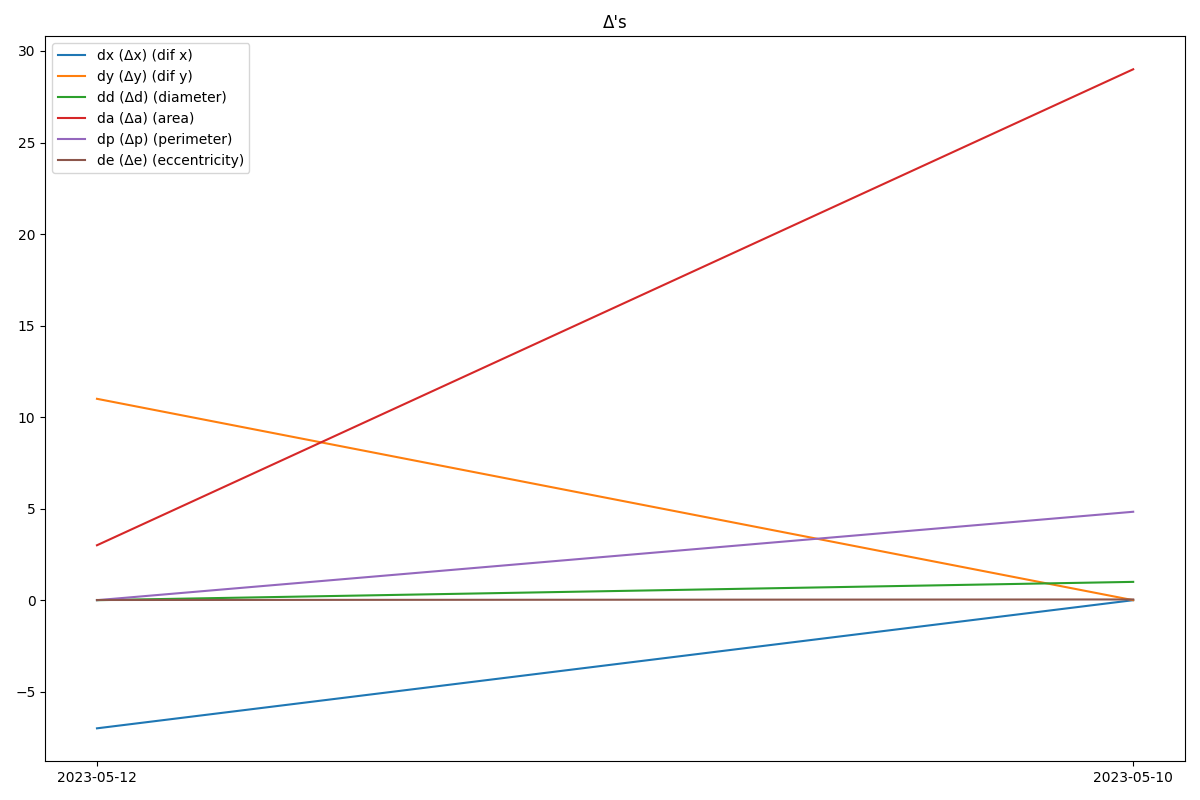 Δ's
dx (Δx) (dif x)
dy (Δy) (dif y)
dd (Δd) (diameter)
da (Δa) (area)
dp (Δp) (perimeter)
de (Δe) (eccentricity)
30
25
20
15
10
5
0
−5
2023-05-12 2023-05-10